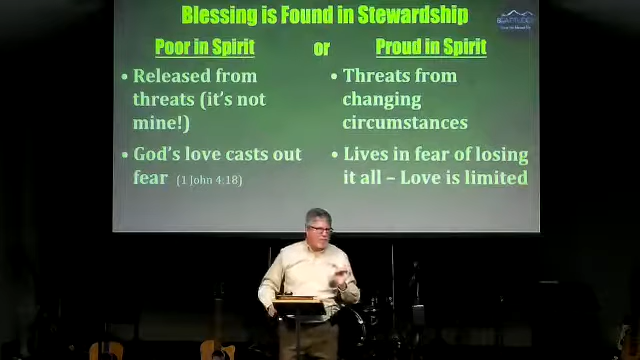 Blessing is Found in Stewardship
Poor in Spirit or Proud in Spirit
• Released from
threats (it's not
mine!)
• God's love casts out
fear (1 John 4:18)
• Threats from
changing
circumstances
• Lives in fear of losing
it all – Love is limited